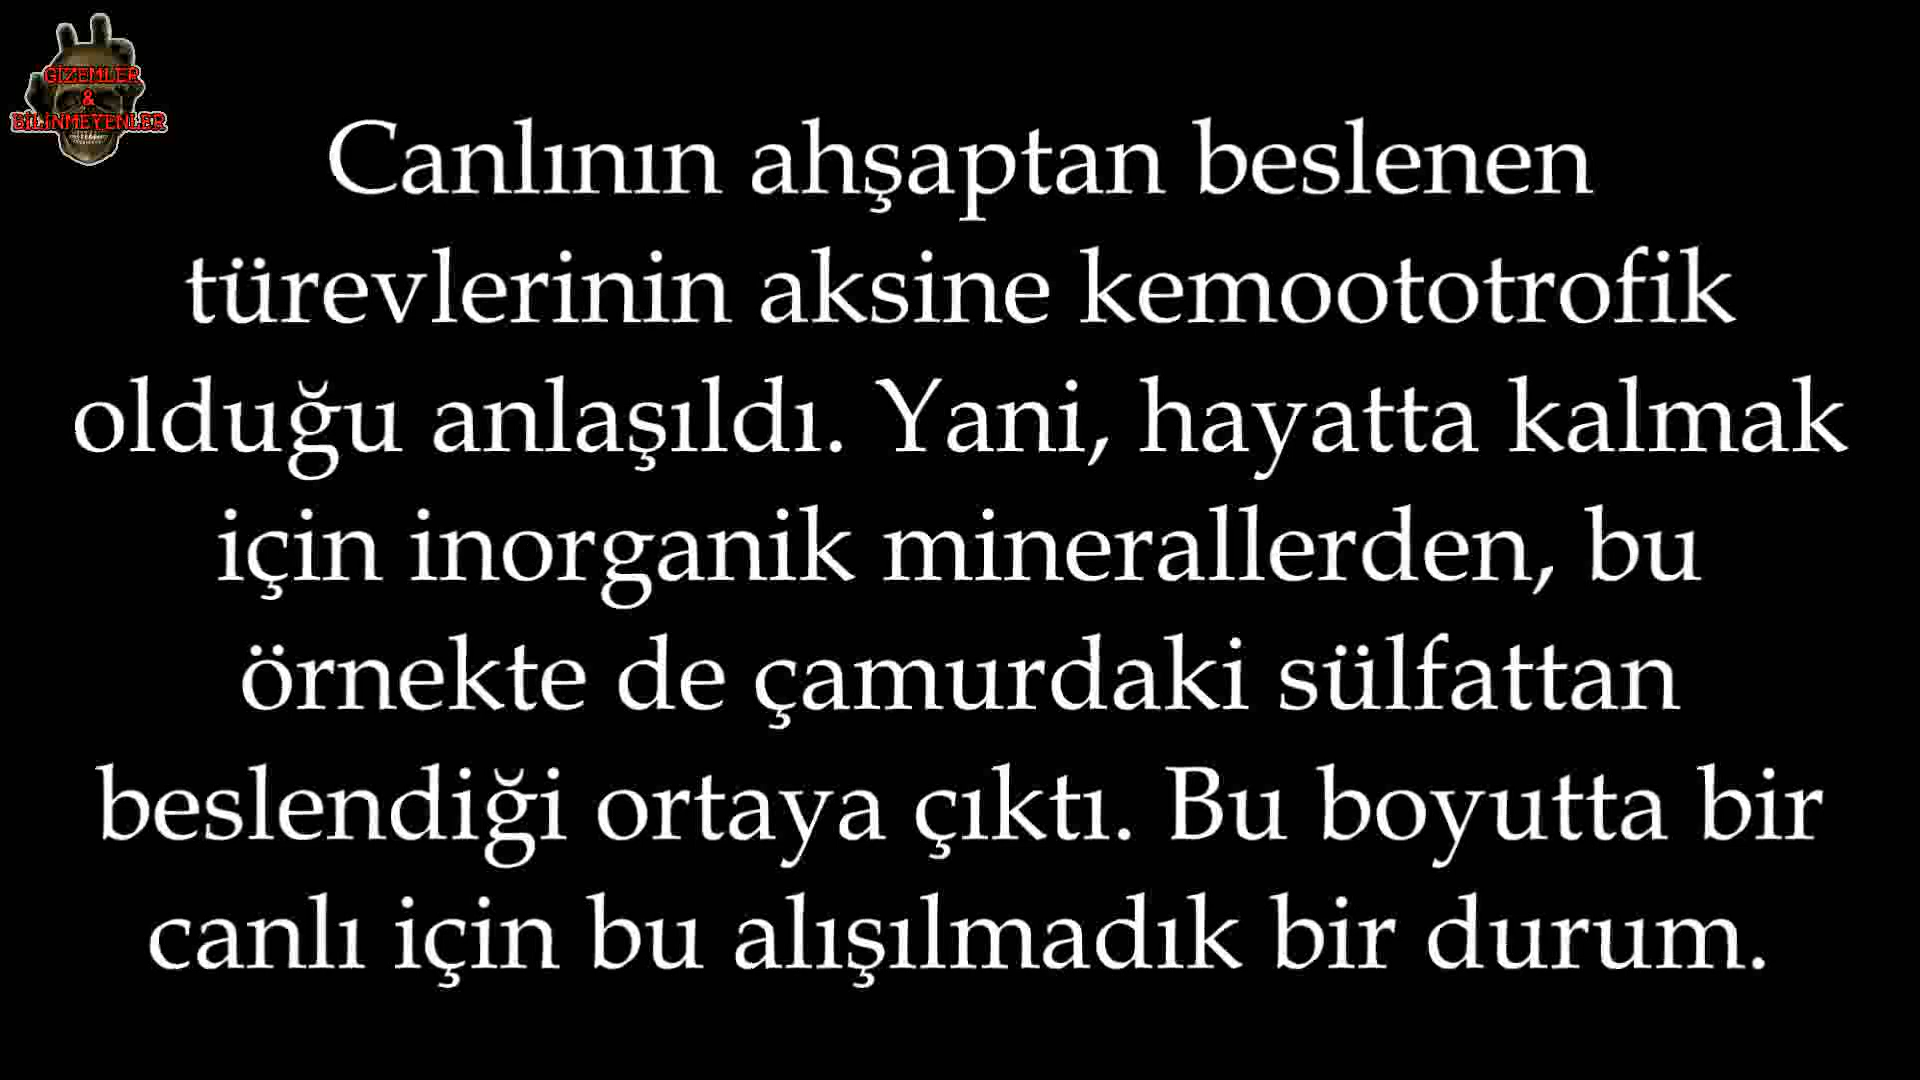 GİZEMLER
&
BİLİNMEYENLER
Canlının ahşaptan beslenen
türevlerinin aksine kemoototrofik
olduğu anlaşıldı. Yani, hayatta kalmak
için inorganik minerallerden, bu
örnekte de çamurdaki sülfattan
beslendiği ortaya çıktı. Bu boyutta bir
canlı için bu alışılmadık bir durum.